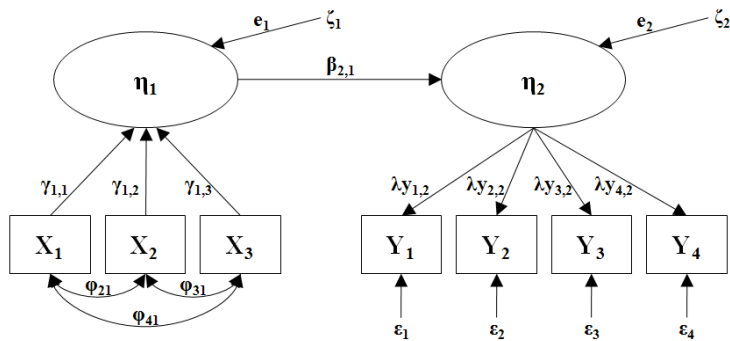 e₁ ζ₁ e₂ ζ₂
η₁ β₂,₁ η₂
γ₁,₁ γ₁,₂ γ₁,₃ λy₁,₂ λy₂,₂ λy₃,₂ λy₄,₂
X₁ X₂ X₃ Y₁ Y₂ Y₃ Y₄
φ₂₁ φ₃₁
φ₄₁
ε₁ ε₂ ε₃ ε₄